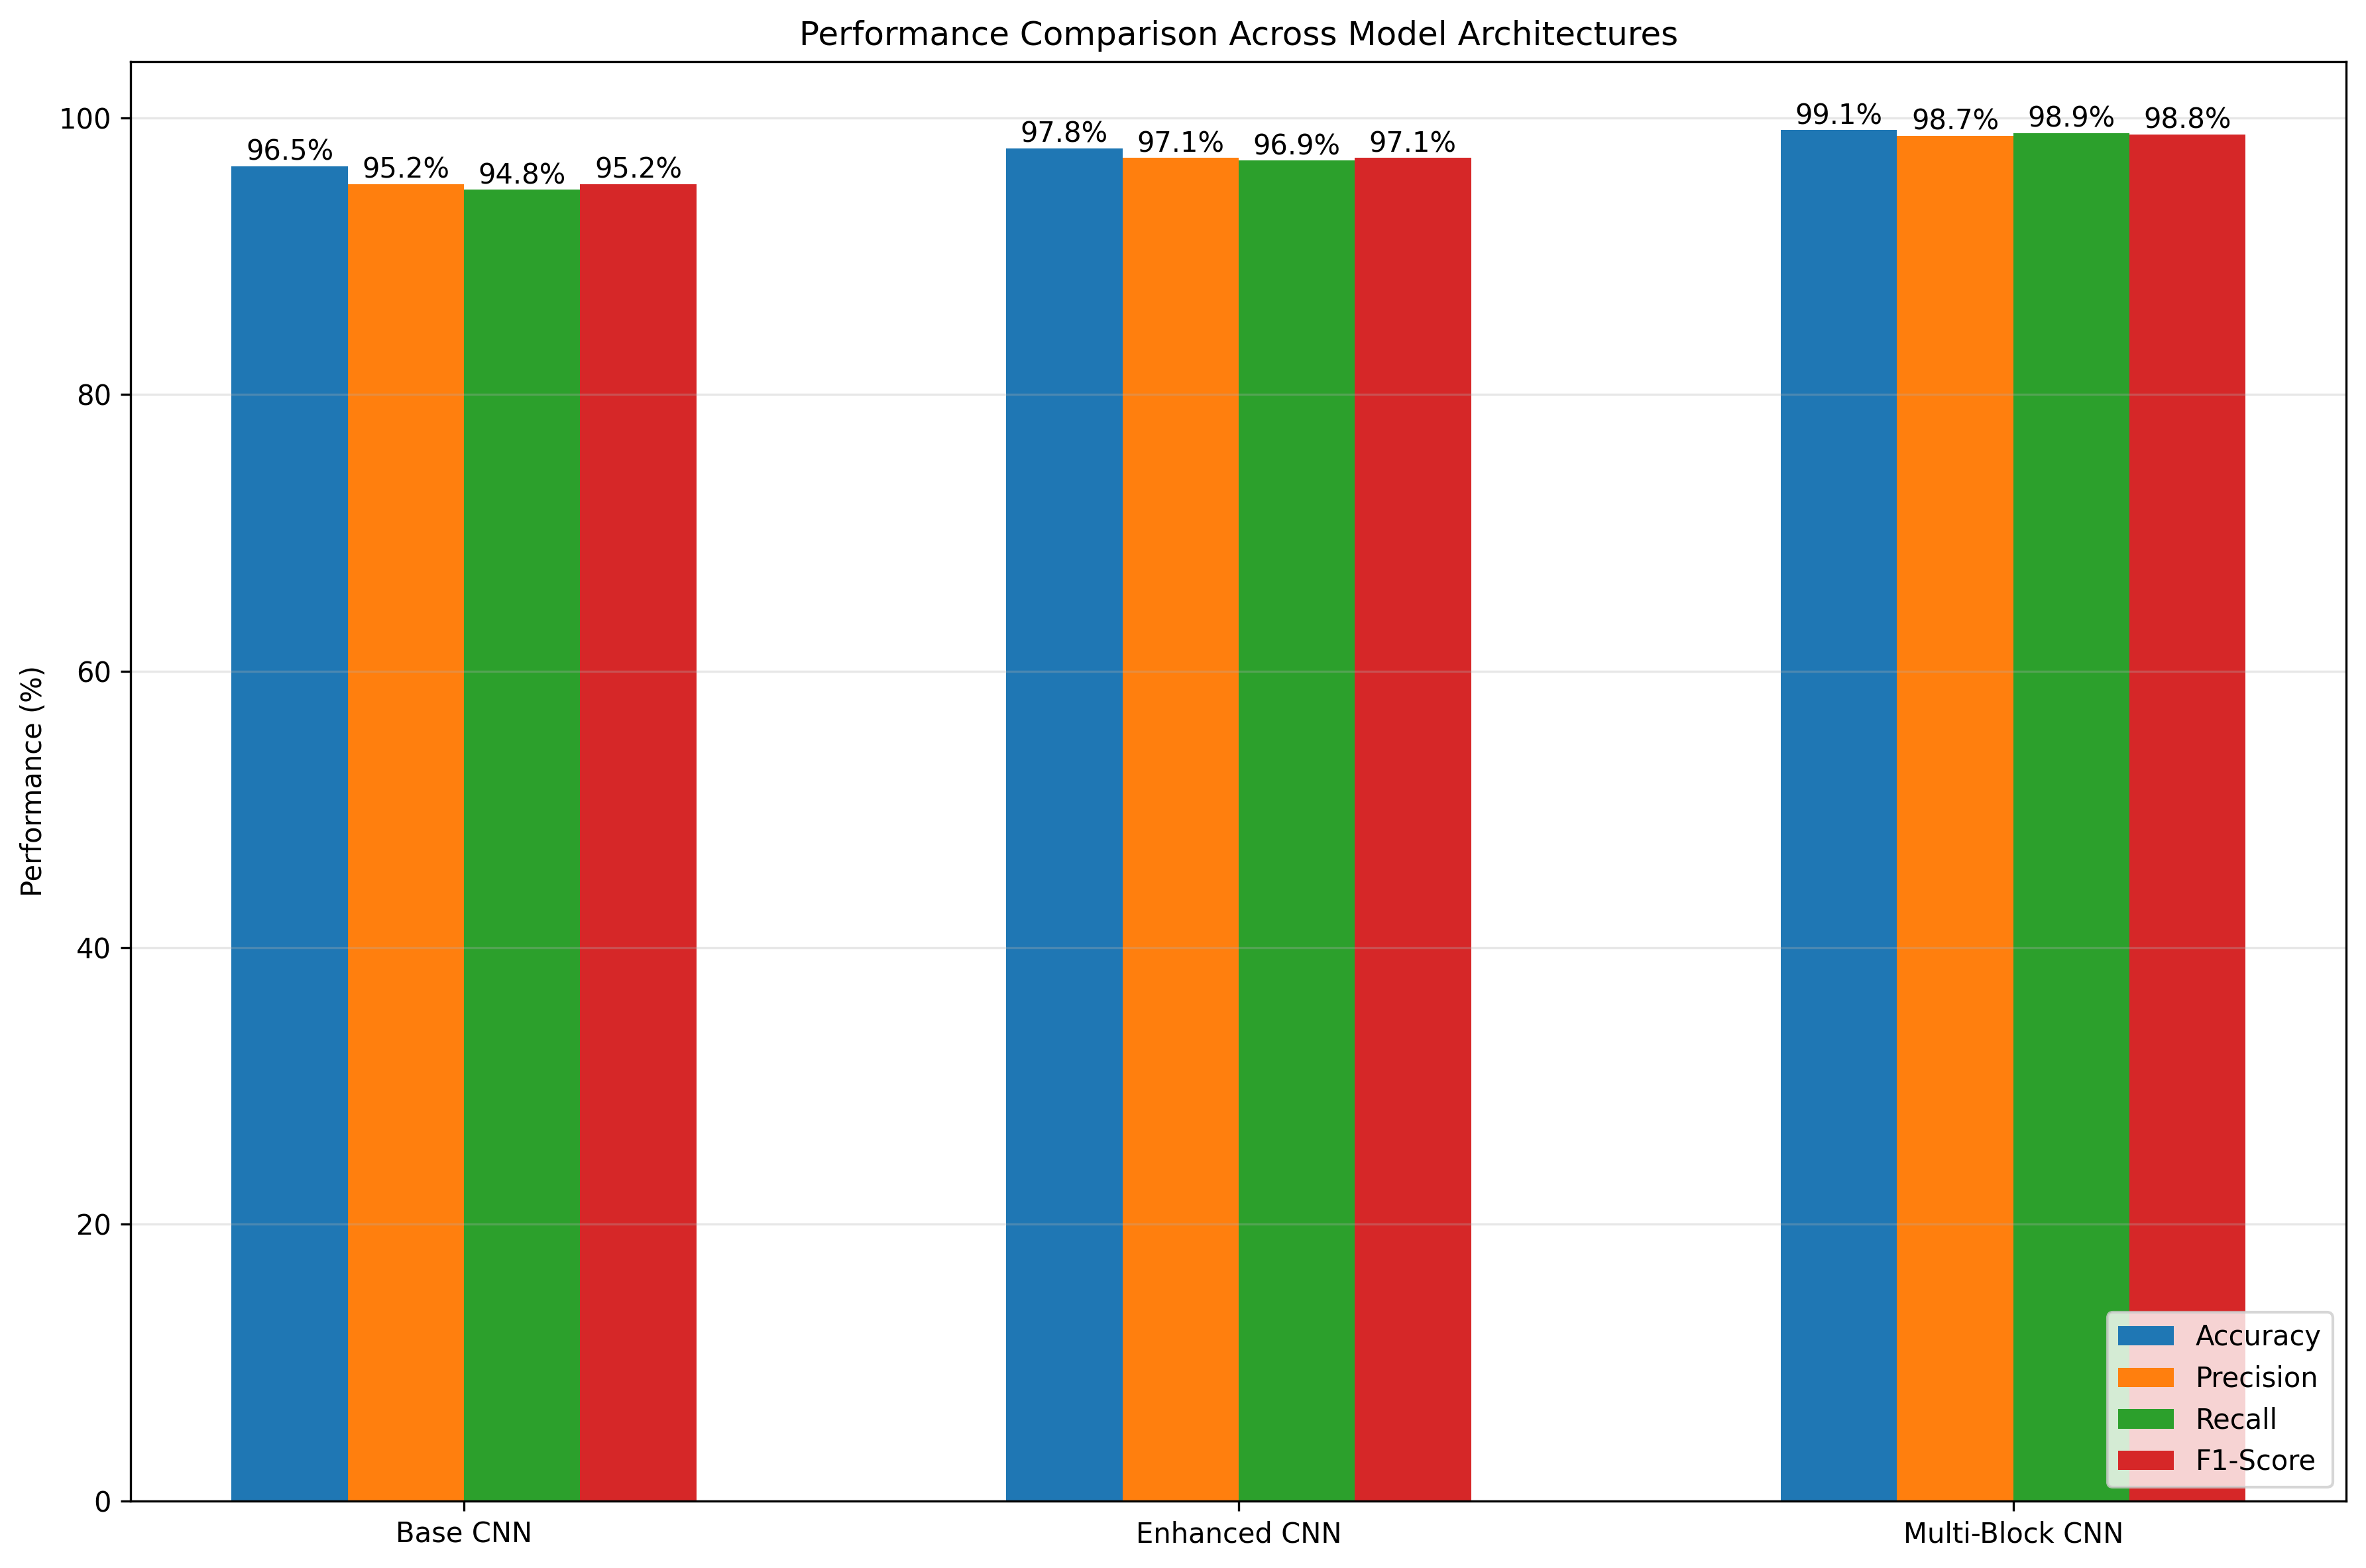 Performance Comparison Across Model Architectures
Performance (%)
100
80
60
40
20
0
96.5%
95.2%
94.8%
95.2%
97.8%
97.1%
96.9%
97.1%
99.1%
98.7%
98.9%
98.8%
Accuracy
Precision
Recall
F1-Score
Base CNN
Enhanced CNN
Multi-Block CNN